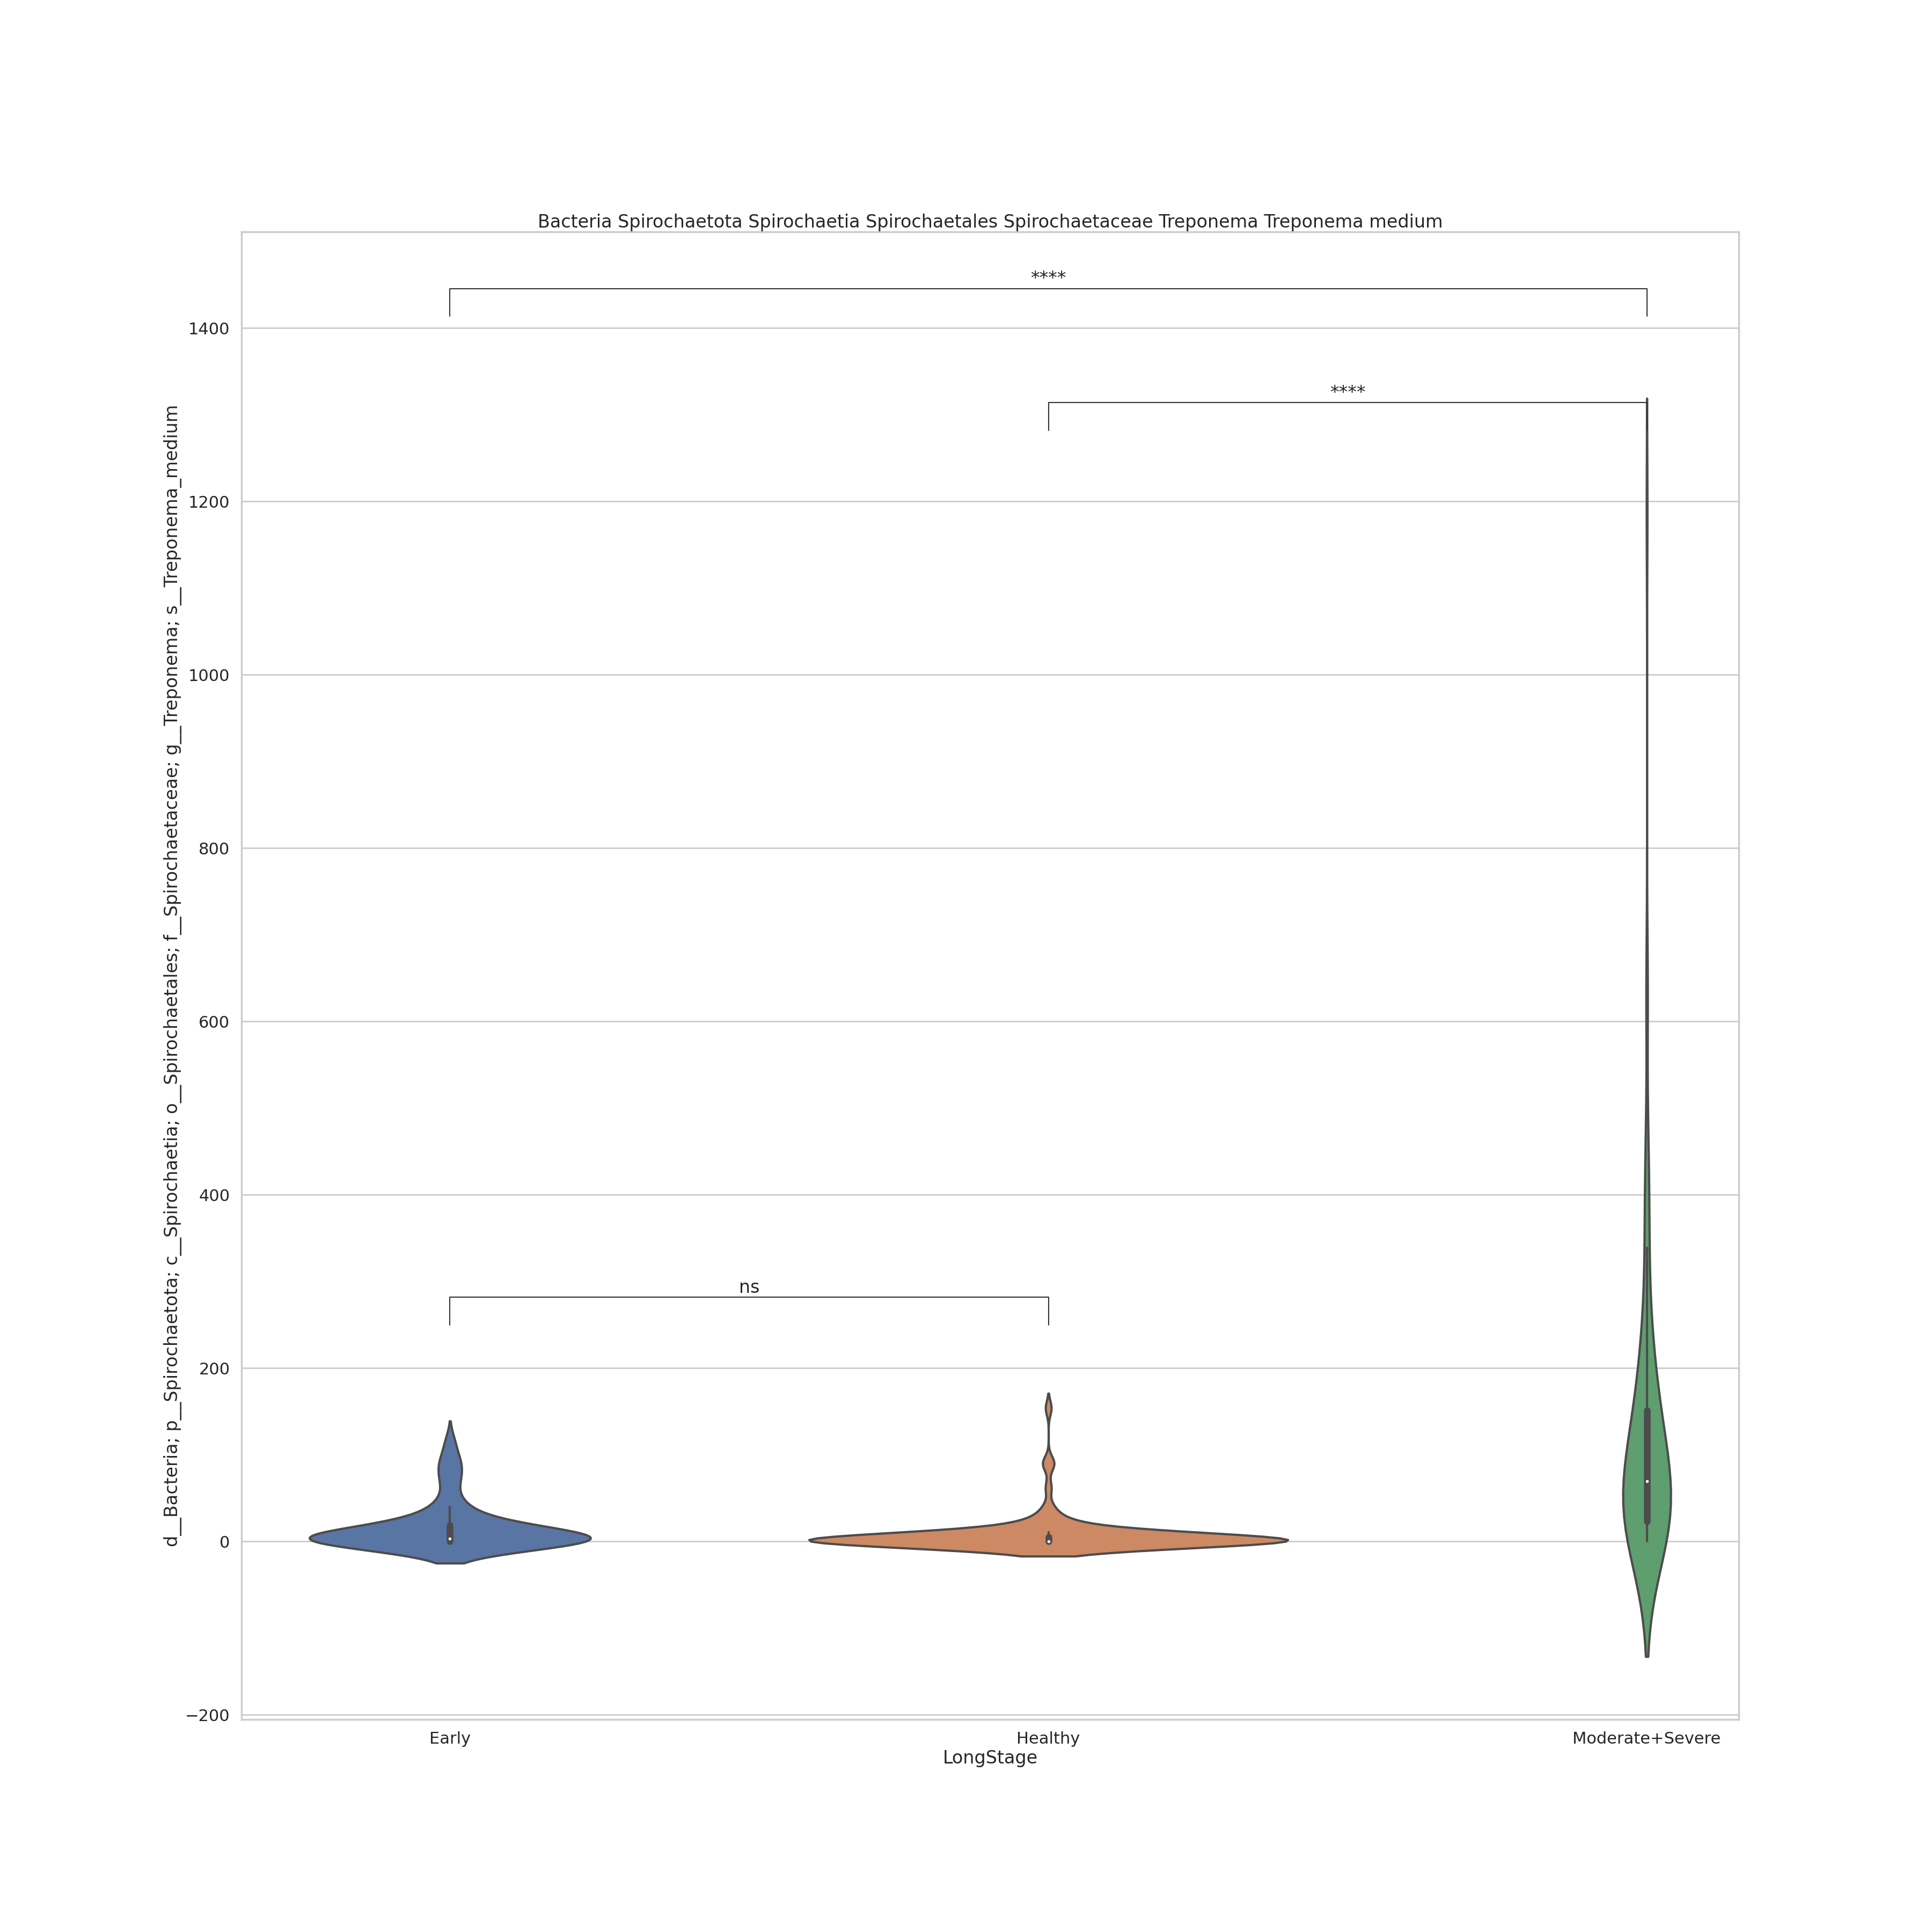 Bacteria Spirochaetota Spirochaetia Spirochaetales Spirochaetaceae Treponema Treponema medium
****
1400
****
1200
1000
800
600
400
ns
200
0
−200
d__Bacteria; p__Spirochaetota; c__Spirochaetia; o__Spirochaetales; f__Spirochaetaceae; g__Treponema; s__Treponema_medium
Early Healthy Moderate+Severe
LongStage